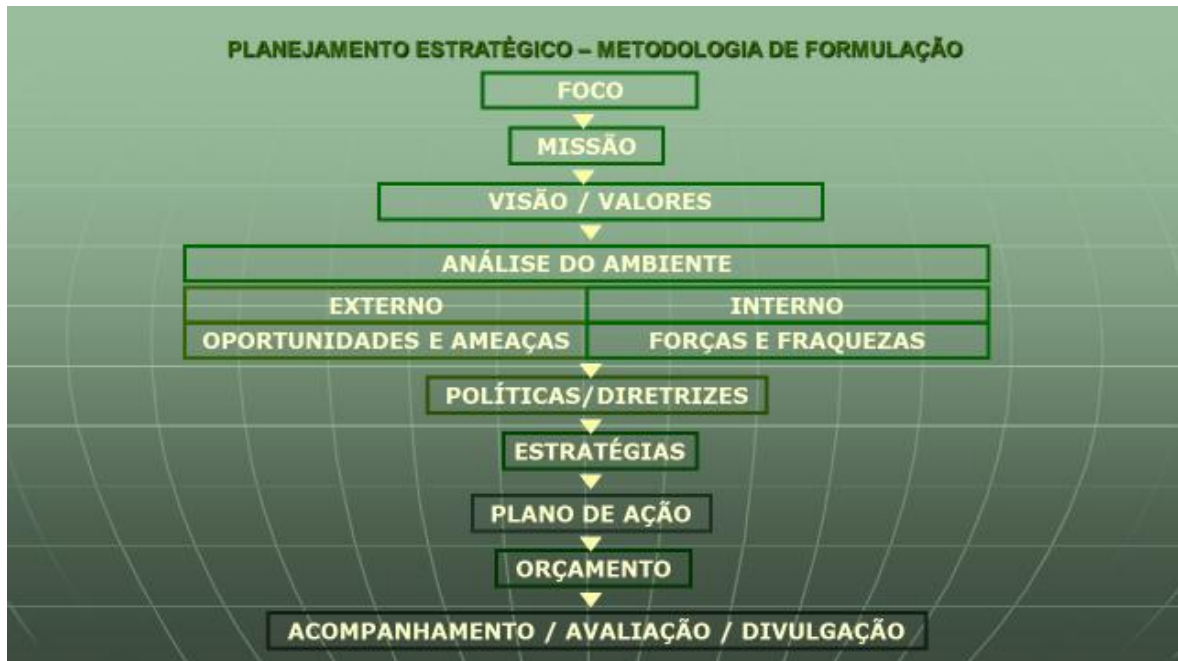 PLANEJAMENTO ESTRATÉGICO – METODOLOGIA DE FORMULAÇÃO
FOCO
MISSÃO
VISÃO / VALORES
ANÁLISE DO AMBIENTE
EXTERNO INTERNO
OPORTUNIDADES E AMEAÇAS FORÇAS E FRAQUEZAS
POLÍTICAS/DIRETRIZES
ESTRATÉGIAS
PLANO DE AÇÃO
ORÇAMENTO
ACOMPANHAMENTO / AVALIAÇÃO / DIVULGAÇÃO